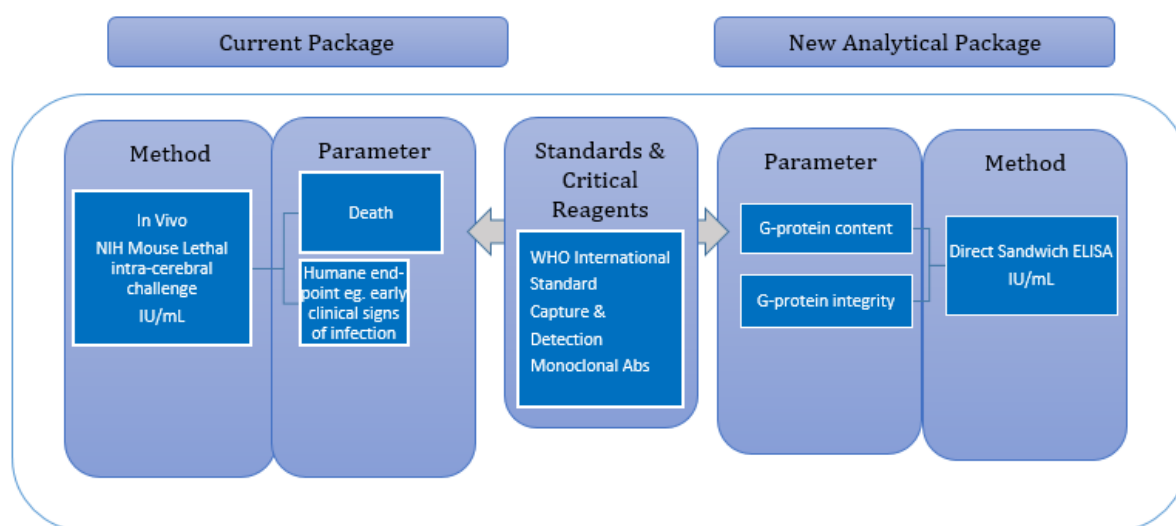 Current Package
New Analytical Package
Method
In Vivo
NIH Mouse Lethal
intra-cerebral
challenge
IU/mL
Parameter
Death
Humane end-
point eg. early
clinical signs
of infection
Standards &
Critical
Reagents
WHO International
Standard
Capture &
Detection
Monoclonal Abs
Parameter
G-protein content
G-protein integrity
Method
Direct Sandwich ELISA
IU/mL